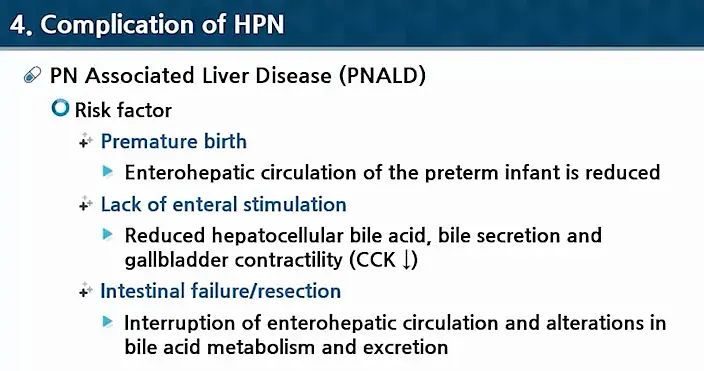 4. Complication of HPN
PN Associated Liver Disease (PNALD)
Risk factor
Premature birth
Enterohepatic circulation of the preterm infant is reduced
Lack of enteral stimulation
Reduced hepatocellular bile acid, bile secretion and
gallbladder contractility (CCK ↓)
Intestinal failure/resection
Interruption of enterohepatic circulation and alterations in
bile acid metabolism and excretion